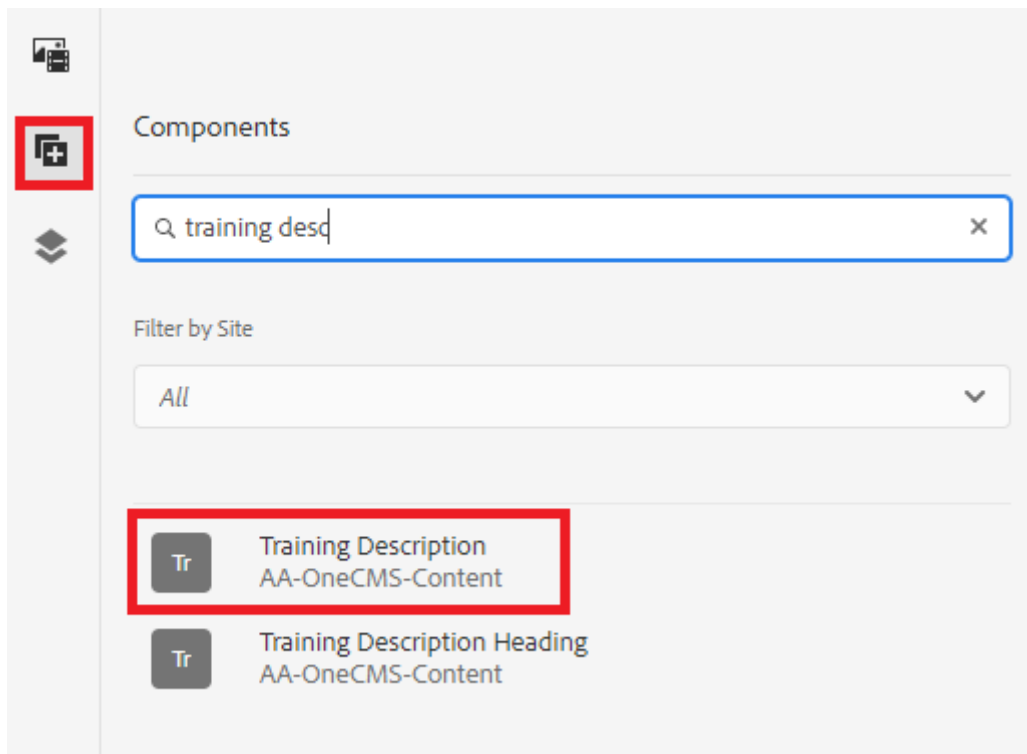 Components
training desc
Filter by Site
All
Tr
Training Description
AA-OneCMS-Content
Tr
Training Description Heading
AA-OneCMS-Content